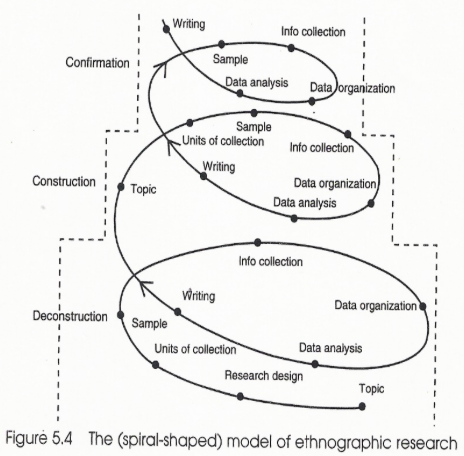 Writing
Info collection
Sample
Confirmation
Data analysis
Data organization
Sample
Units of collection
Info collection
Writing
Construction
Topic
Data organization
Data analysis
Info collection
Writing
Data organization
Deconstruction
Sample
Units of collection
Data analysis
Research design
Topic
Figure 5.4 The (spiral-shaped) model of ethnographic research